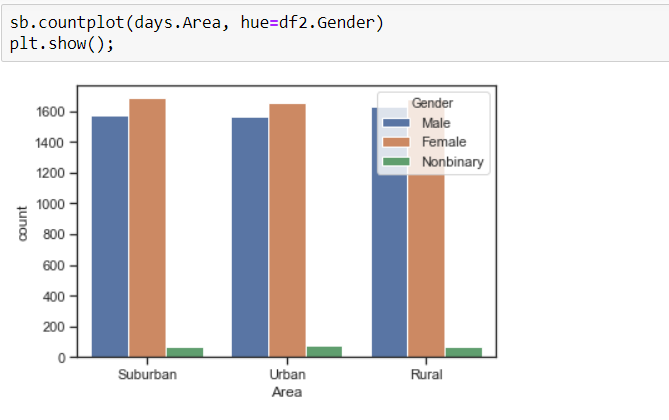 sb.countplot(days.Area, hue=df2.Gender)
plt.show();
Gender
Male
Female
Nonbinary
1600
1400
1200
1000
800
600
400
200
0
count
Suburban Urban Rural
Area